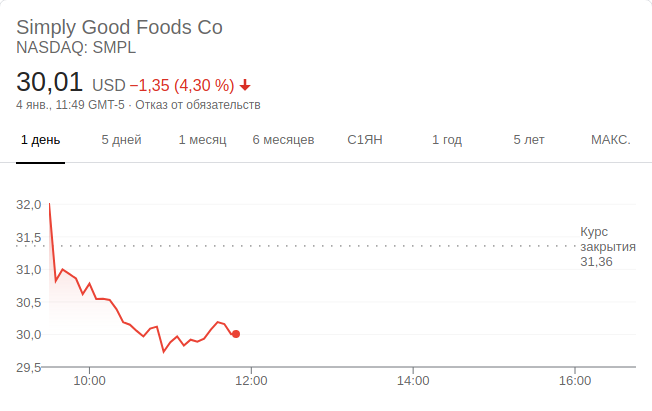 Simply Good Foods Co
NASDAQ: SMPL
30,01 USD −1,35 (4,30 %)
4 янв., 11:49 GMT-5 · Отказ от обязательств
1 день 5 дней 1 месяц 6 месяцев С1ЯН 1 год 5 лет МАКС.
32,0
31,5
31,0
30,5
30,0
29,5
Курс
закрытия
31,36
10:00 12:00 14:00 16:00